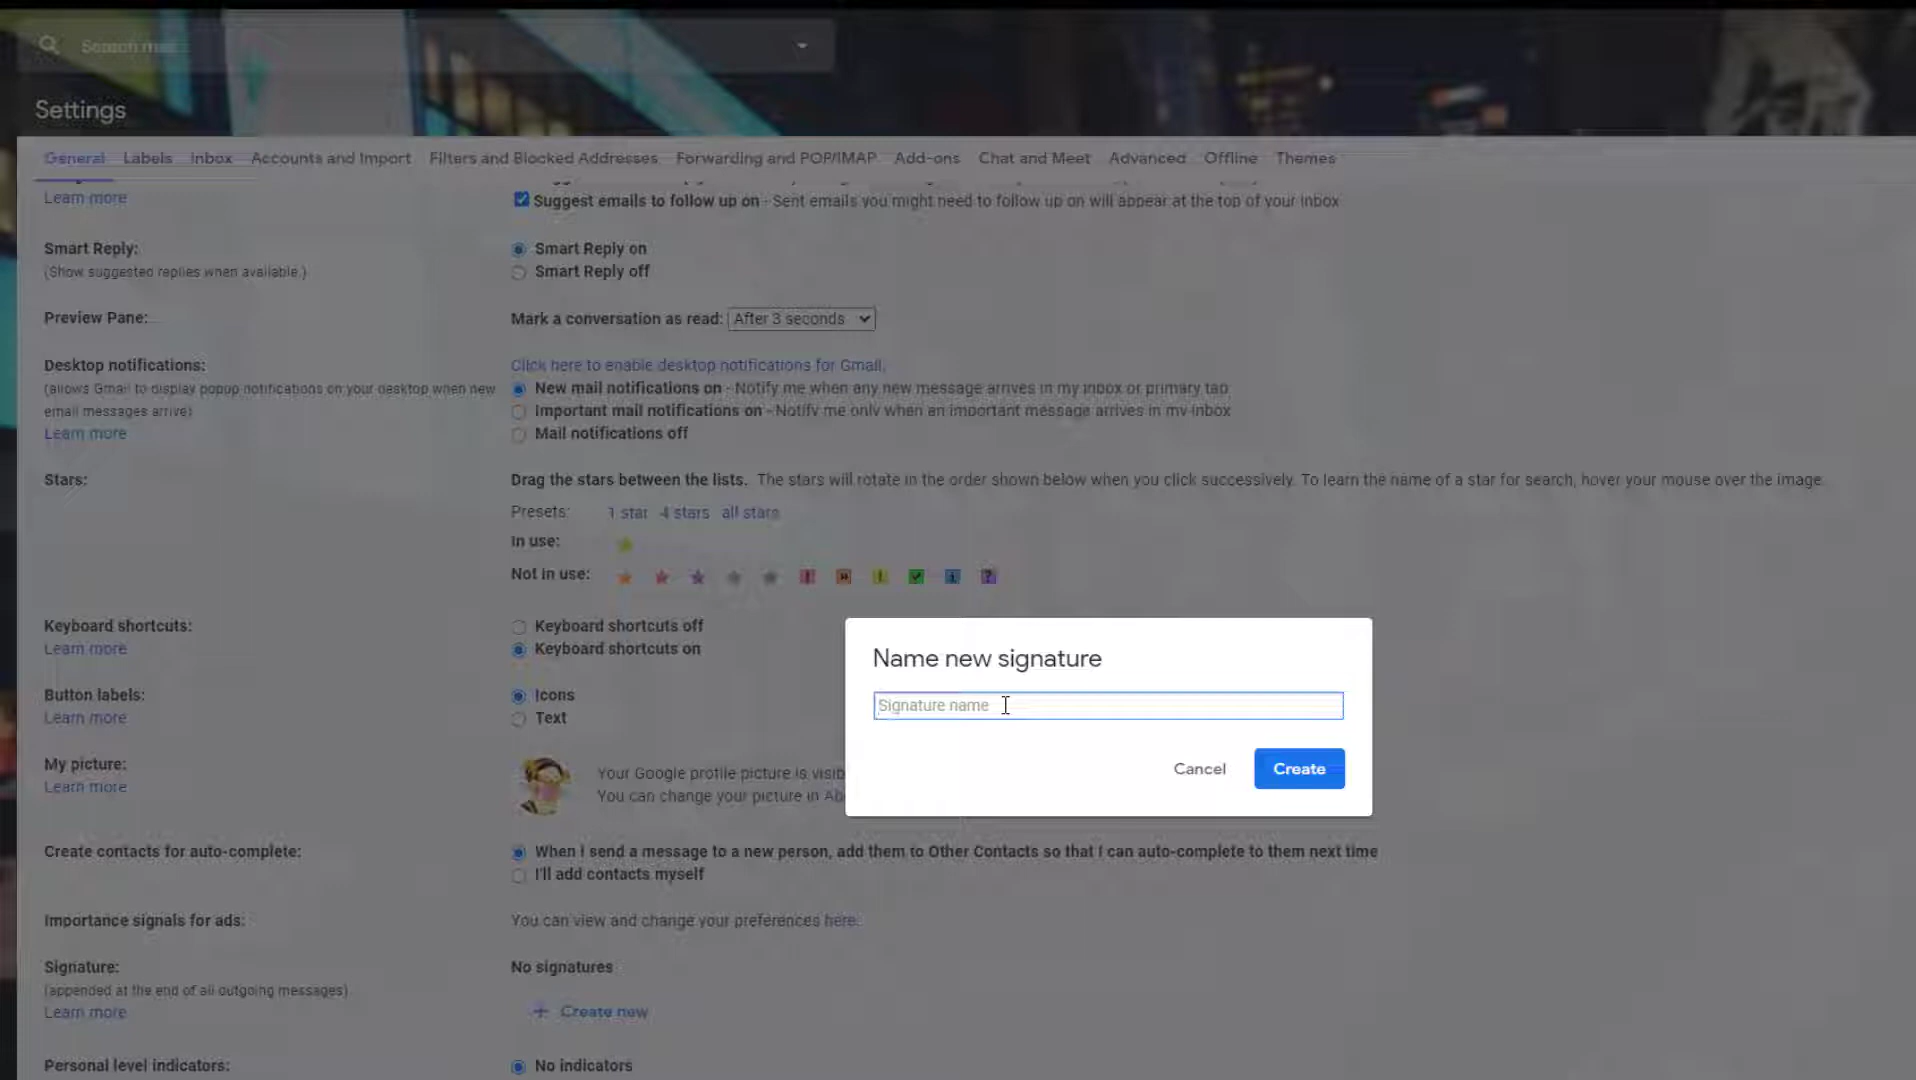 Search mail
Settings
General Labels Inbox Accounts and Import Filters and Blocked Addresses Forwarding and POP/IMAP Add-ons Chat and Meet Advanced Offline Themes
Learn more
Suggest emails to follow up on - Sent emails you might need to follow up on will appear at the top of your inbox
Smart Reply:
(Show suggested replies when available.)
Smart Reply on
Smart Reply off
Preview Pane:
Mark a conversation as read: After 3 seconds
Desktop notifications:
(allows Gmail to display popup notifications on your desktop when new
email messages arrive)
Learn more
Click here to enable desktop notifications for Gmail.
New mail notifications on - Notify me when any new message arrives in my inbox or primary tab
Important mail notifications on - Notify me only when an important message arrives in my inbox
Mail notifications off
Stars:
Drag the stars between the lists. The stars will rotate in the order shown below when you click successively. To learn the name of a star for search, hover your mouse over the image.
Presets: 1 star 4 stars all stars
In use:
Not in use:
Keyboard shortcuts:
Learn more
Keyboard shortcuts off
Keyboard shortcuts on
Button labels:
Learn more
Icons
Text
My picture:
Learn more
Your Google profile picture is visib
You can change your picture in Ab
Name new signature
Signature name
Cancel Create
Create contacts for auto-complete:
When I send a message to a new person, add them to Other Contacts so that I can auto-complete to them next time
I'll add contacts myself
Importance signals for ads:
You can view and change your preferences here.
Signature:
(appended at the end of all outgoing messages)
Learn more
No signatures
+ Create new
Personal level indicators:
No indicators